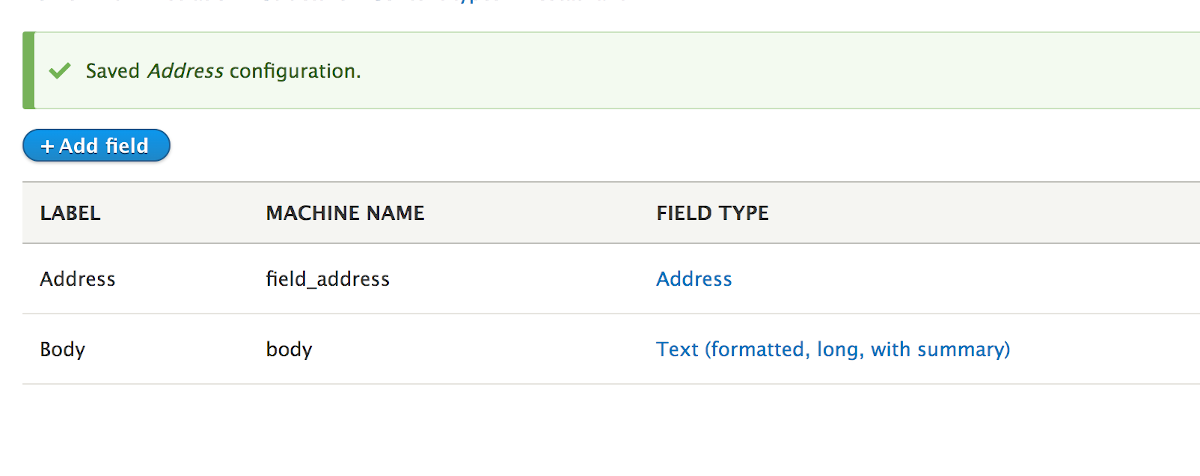 Saved Address configuration.
+ Add field
LABEL MACHINE NAME FIELD TYPE
Address field_address Address
Body body Text (formatted, long, with summary)